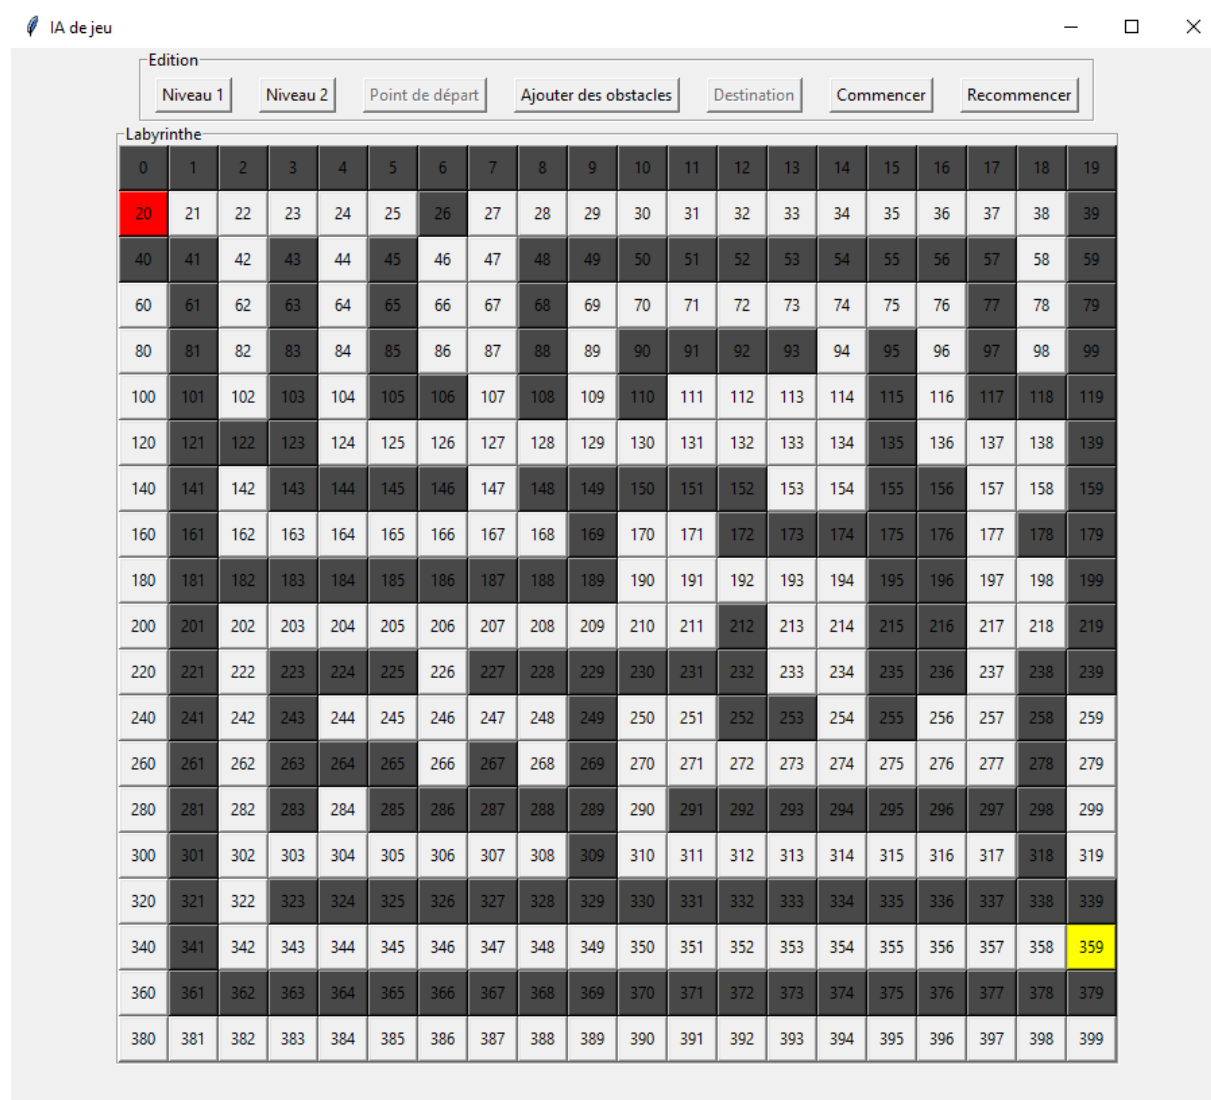 IA de jeu
Edition
Niveau 1 Niveau 2 Point de départ Ajouter des obstacles Destination Commencer Recommencer
Labyrinthe
0 1 2 3 4 5 6 7 8 9 10 11 12 13 14 15 16 17 18 19
20 21 22 23 24 25 26 27 28 29 30 31 32 33 34 35 36 37 38 39
40 41 42 43 44 45 46 47 48 49 50 51 52 53 54 55 56 57 58 59
60 61 62 63 64 65 66 67 68 69 70 71 72 73 74 75 76 77 78 79
80 81 82 83 84 85 86 87 88 89 90 91 92 93 94 95 96 97 98 99
100 101 102 103 104 105 106 107 108 109 110 111 112 113 114 115 116 117 118 119
120 121 122 123 124 125 126 127 128 129 130 131 132 133 134 135 136 137 138 139
140 141 142 143 144 145 146 147 148 149 150 151 152 153 154 155 156 157 158 159
160 161 162 163 164 165 166 167 168 169 170 171 172 173 174 175 176 177 178 179
180 181 182 183 184 185 186 187 188 189 190 191 192 193 194 195 196 197 198 199
200 201 202 203 204 205 206 207 208 209 210 211 212 213 214 215 216 217 218 219
220 221 222 223 224 225 226 227 228 229 230 231 232 233 234 235 236 237 238 239
240 241 242 243 244 245 246 247 248 249 250 251 252 253 254 255 256 257 258 259
260 261 262 263 264 265 266 267 268 269 270 271 272 273 274 275 276 277 278 279
280 281 282 283 284 285 286 287 288 289 290 291 292 293 294 295 296 297 298 299
300 301 302 303 304 305 306 307 308 309 310 311 312 313 314 315 316 317 318 319
320 321 322 323 324 325 326 327 328 329 330 331 332 333 334 335 336 337 338 339
340 341 342 343 344 345 346 347 348 349 350 351 352 353 354 355 356 357 358 359
360 361 362 363 364 365 366 367 368 369 370 371 372 373 374 375 376 377 378 379
380 381 382 383 384 385 386 387 388 389 390 391 392 393 394 395 396 397 398 399